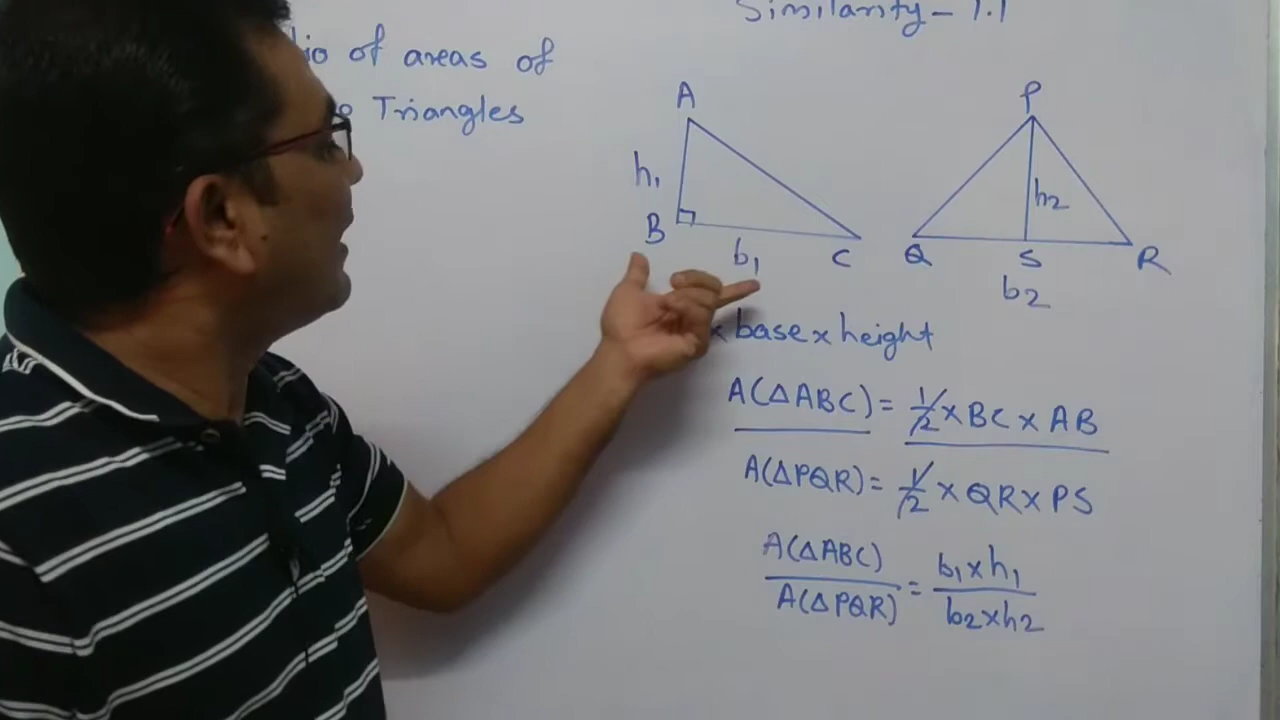 Similarity - 1.1
of areas of
Triangles
A
P
h₁
h₂
B
b₁
C
Q
S
R
b₂
x base x height
A(ΔABC) = 1/2 x BC x AB
A(ΔPQR) = 1/2 x QR x PS
A(ΔABC) / A(ΔPQR) = b₁ x h₁ / b₂ x h₂